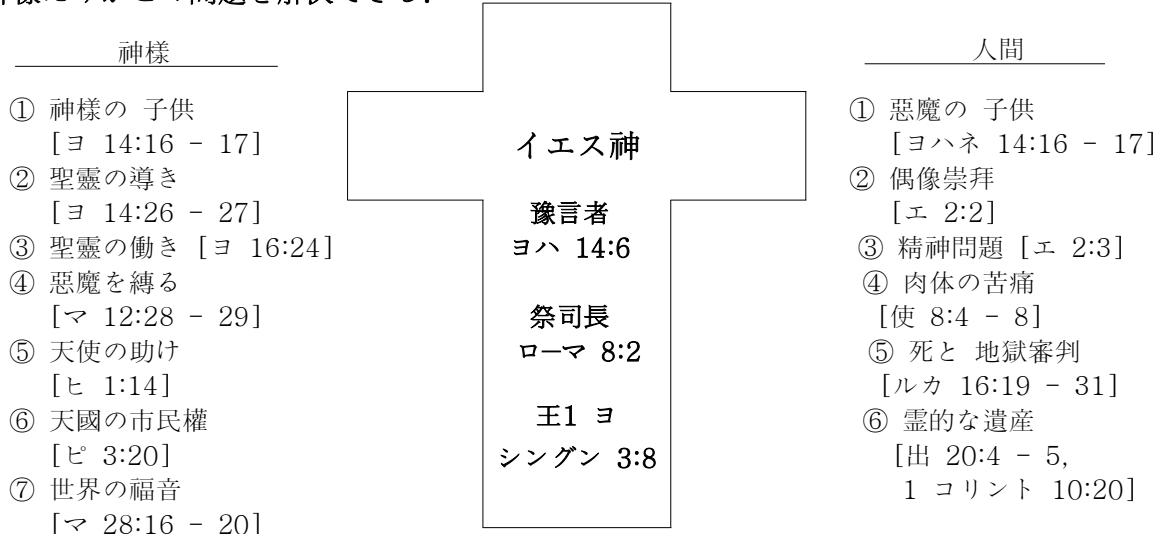 神様
① 神様の 子供
[ヨ 14:16 - 17]
② 聖靈の導き
[ヨ 14:26 - 27]
③ 聖靈の働き [ヨ 16:24]
④ 惡魔を縛る
[マ 12:28 - 29]
⑤ 天使の助け
[ヒ 1:14]
⑥ 天國の市民權
[ピ 3:20]
⑦ 世界の福音
[マ 28:16 - 20]
イエス神
豫言者
ヨハ 14:6
祭司長
ローマ 8:2
王1 ヨ
シングン 3:8
人間
① 惡魔の 子供
[ヨハネ 14:16 - 17]
② 偶像崇拜
[エ 2:2]
③ 精神問題 [エ 2:3]
④ 肉体の苦痛
[使 8:4 - 8]
⑤ 死と 地獄審判
[ルカ 16:19 - 31]
⑥ 霊的な遺産
[出 20:4 - 5,
1 コリント 10:20]